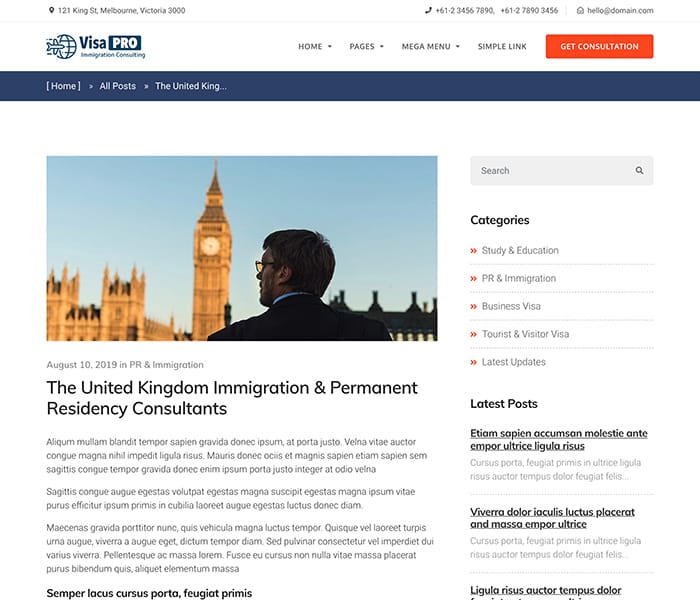 121 King St, Melbourne, Victoria 3000
+61-2 3456 7890, +61-2 7890 3456
hello@domain.com
Visa PRO
Immigration Consulting
HOME
PAGES
MEGA MENU
SIMPLE LINK
GET CONSULTATION
[ Home ] » All Posts » The United King...
Search
Categories
Study & Education
PR & Immigration
Business Visa
Tourist & Visitor Visa
Latest Updates
August 10, 2019 in PR & Immigration
The United Kingdom Immigration & Permanent
Residency Consultants
Aliqum mullam blandit tempor sapien gravida donec ipsum, at porta justo. Velna vitae auctor
congue magna nihil impedit ligula risus. Mauris donec ociis et magnis sapien etiam sapien sem
sagittis congue tempor gravida donec enim ipsum porta justo integer at odio velna
Sagittis congue augue egestas volutpat egestas magna suscipit egestas magna ipsum vitae
purus efficitur ipsum primis in cubilia laoreet augue egestas luctus donec diam.
Maecenas gravida porttitor nunc, quis vehicula magna luctus tempor. Quisque vel laoreet turpis
urna augue, viverra a augue eget, dictum tempor diam. Sed pulvinar consectetur vel imperdiet dui
varius viverra. Pellentesque ac massa lorem. Fusce eu cursus non nulla vitae massa placerat
purus bibendum quis, aliquet elementum massa
Semper lacus cursus porta, feugiat primis
Latest Posts
Etiam sapien accumsan molestie ante
empor ultrice ligula risus
Cursus porta, feugiat primis in ultrice ligula
risus auctor tempus dolor feugiat felis...
Viverra dolor iaculis luctus placerat
and massa empor ultrice
Cursus porta, feugiat primis in ultrice ligula
risus auctor tempus dolor feugiat felis...
Ligula risus auctor tempus dolor